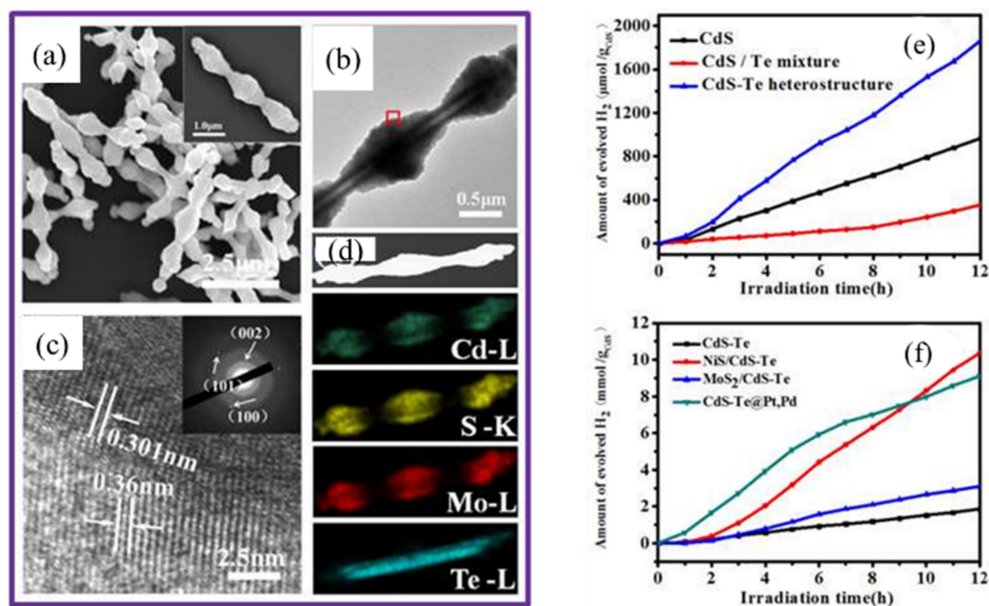 (a)
1.0μm
2.5μm
(b)
0.5μm
(c)
(002)
(101)
(100)
0.301nm
0.36nm
2.5nm
(d)
Cd-L
S-K
Mo-L
Te-L
(e)
Amount of evolved H2 (μmol/gCdS)
2000
1600
1200
800
400
0
CdS
CdS / Te mixture
CdS-Te heterostructure
0 2 4 6 8 10 12
Irradiation time(h)
(f)
Amount of evolved H2 (mmol/gCdS)
12
10
8
6
4
2
0
CdS-Te
NiS/CdS-Te
MoS2/CdS-Te
CdS-Te@Pt,Pd
0 2 4 6 8 10 12
Irradiation time(h)